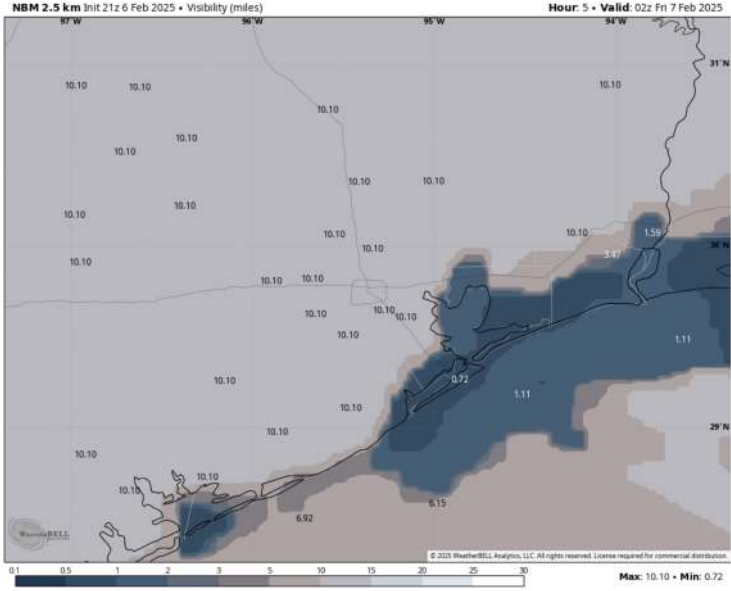 NBM 2.5 km Init 21z 6 Feb 2025 • Visibility (miles) Hour: 5 • Valid: 02z Fri 7 Feb 2025
97°W 96°W 95°W 94°W
31°N
10.10 10.10 10.10
10.10
10.10
10.10
10.10 10.10
10.10
10.10
10.10 10.10 1.59
10.10 30°N
3.47
10.10
10.10 10.10
10.10 10.10 10.10
10.10
1.11
10.10 0.72
1.11
10.10
10.10 29°N
10.10
10.10
10.10
6.15
6.92
WeatherBELL
© 2025 WeatherBELL Analytics, LLC. All rights reserved. License required for commercial distribution.
0.1 0.5 1 2 3 5 10 15 20 25 30
Max: 10.10 • Min: 0.72